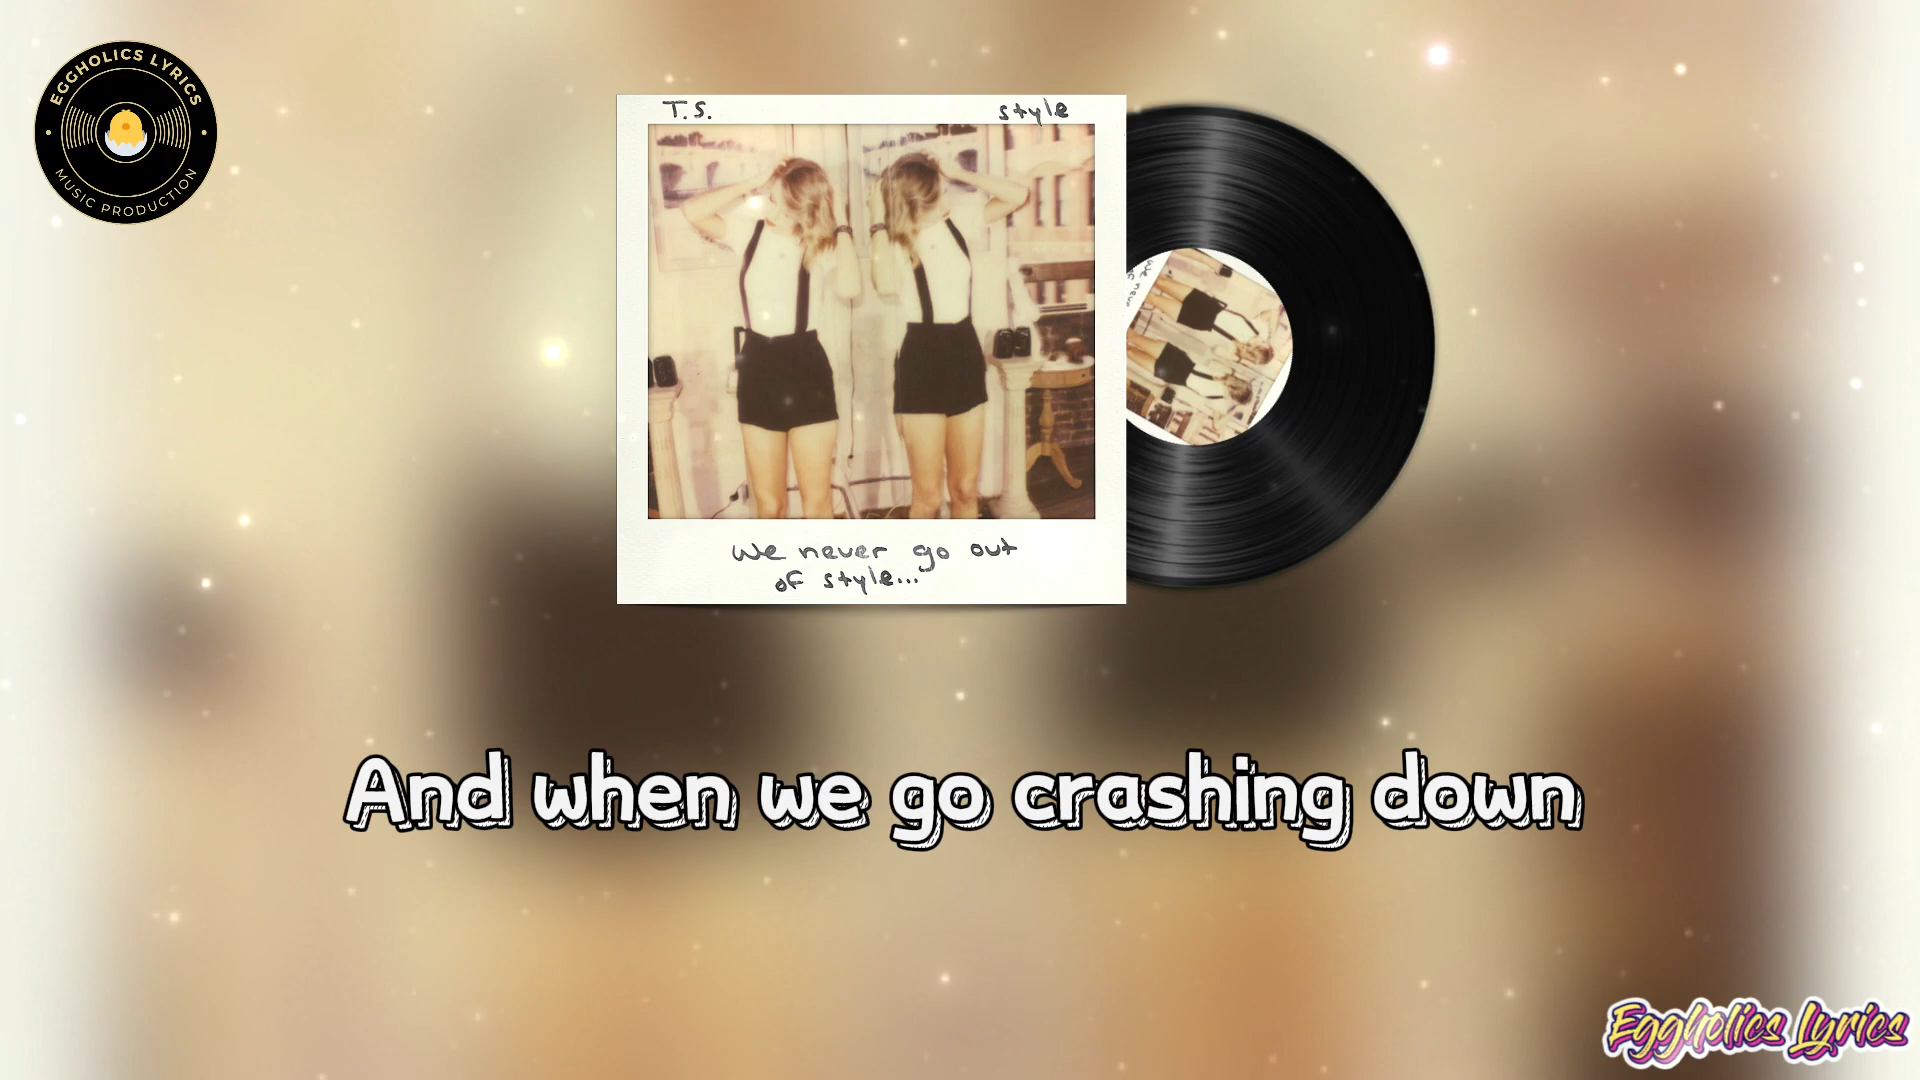 EGGHOLICS LYRICS
MUSIC PRODUCTION
T.S.
style
We never go out
of style...
And when we go crashing down
Eggholics Lyrics